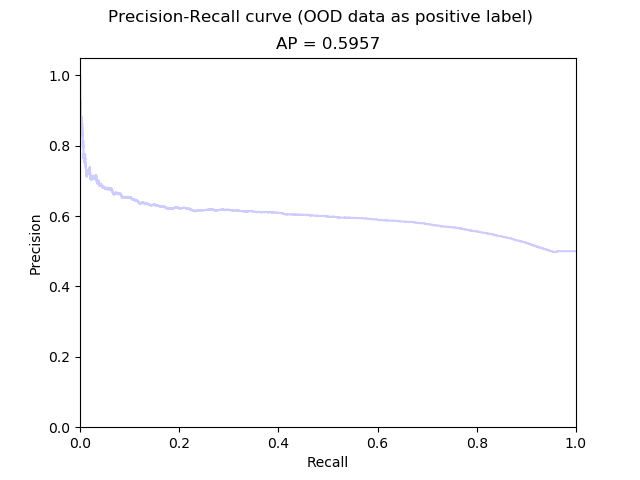 Precision-Recall curve (OOD data as positive label)
AP = 0.5957
1.0
0.8
0.6
0.4
0.2
0.0
Precision
0.0 0.2 0.4 0.6 0.8 1.0
Recall